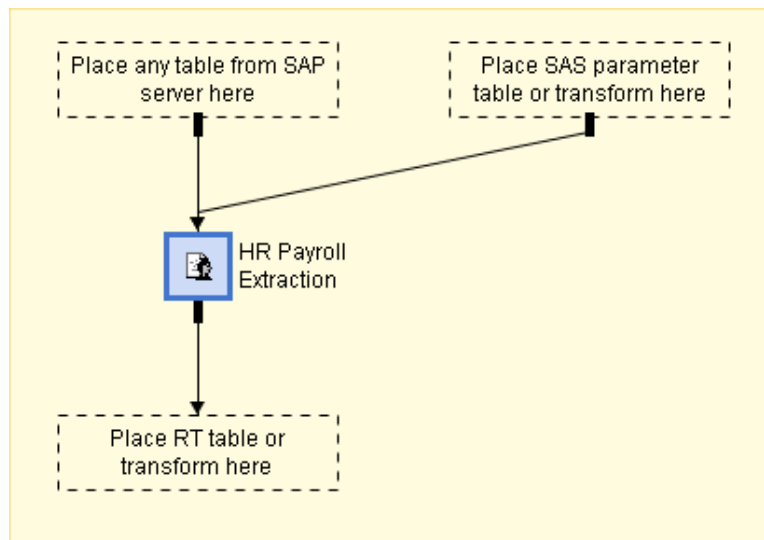 Place any table from SAP
server here
Place SAS parameter
table or transform here
HR Payroll
Extraction
Place RT table or
transform here